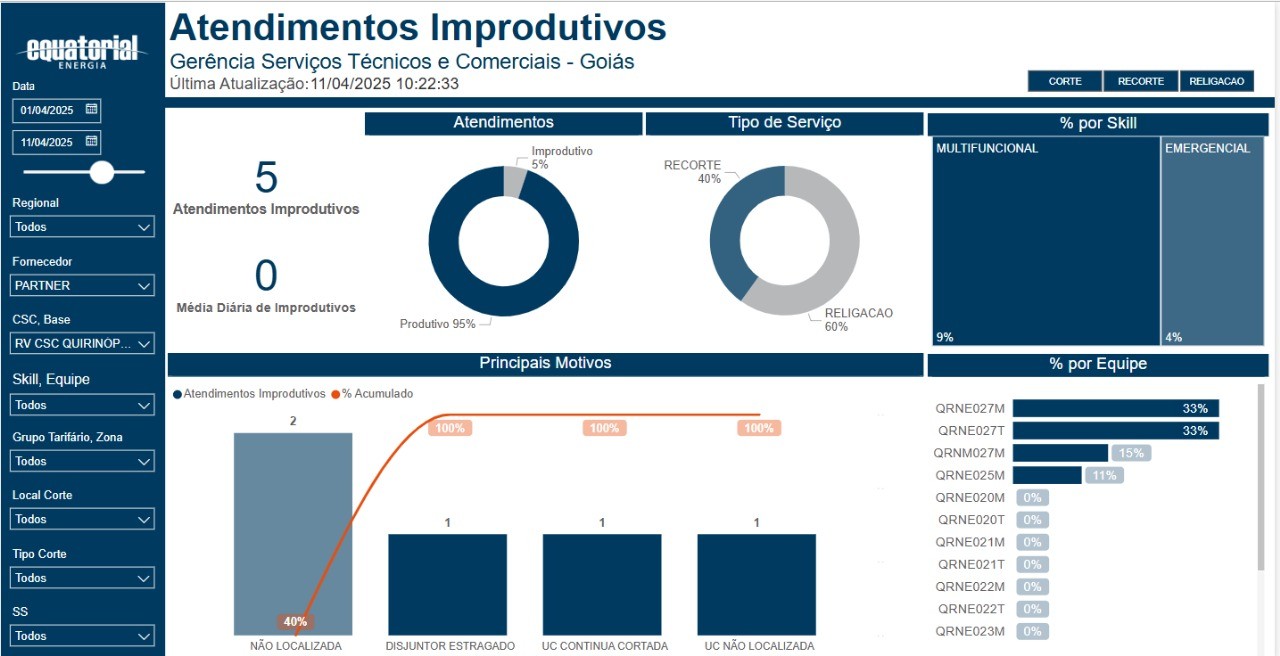 equatorial
ENERGIA
Data
01/04/2025
11/04/2025
Regional
Todos
Fornecedor
PARTNER
CSC, Base
RV CSC QUIRINÓP...
Skill, Equipe
Todos
Grupo Tarifário, Zona
Todos
Local Corte
Todos
Tipo Corte
Todos
SS
Todos
Atendimentos Improdutivos
Gerência Serviços Técnicos e Comerciais - Goiás
Última Atualização: 11/04/2025 10:22:33
CORTE RECORTE RELIGACAO
5
Atendimentos Improdutivos
0
Média Diária de Improdutivos
Atendimentos
Improdutivo
5%
Produtivo 95%
Tipo de Serviço
RECORTE
40%
RELIGACAO
60%
% por Skill
MULTIFUNCIONAL
9%
EMERGENCIAL
4%
Principais Motivos
Atendimentos Improdutivos % Acumulado
2
1
1
1
40%
100%
100%
100%
NÃO LOCALIZADA
DISJUNTOR ESTRAGADO
UC CONTINUA CORTADA
UC NÃO LOCALIZADA
% por Equipe
QRNE027M 33%
QRNE027T 33%
QRNM027M 15%
QRNE025M 11%
QRNE020M 0%
QRNE020T 0%
QRNE021M 0%
QRNE021T 0%
QRNE022M 0%
QRNE022T 0%
QRNE023M 0%